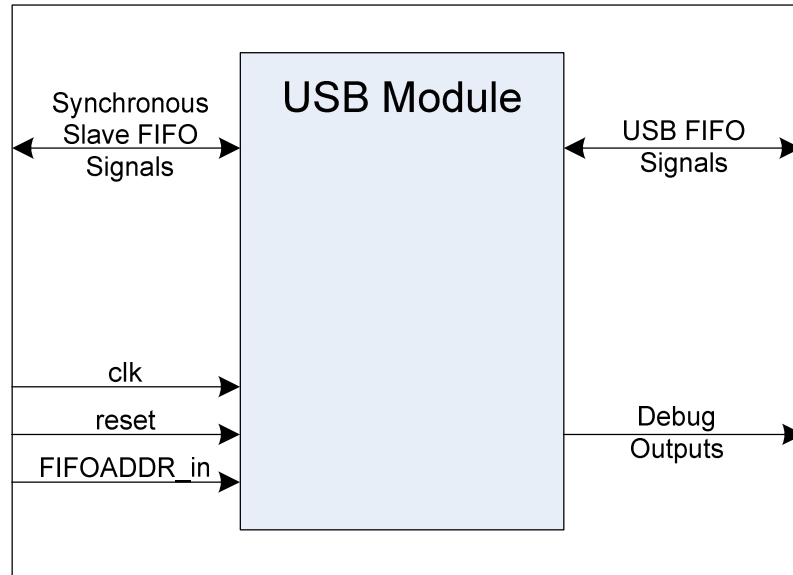 USB Module
Synchronous
Slave FIFO
Signals
USB FIFO
Signals
clk
reset
FIFOADDR_in
Debug
Outputs